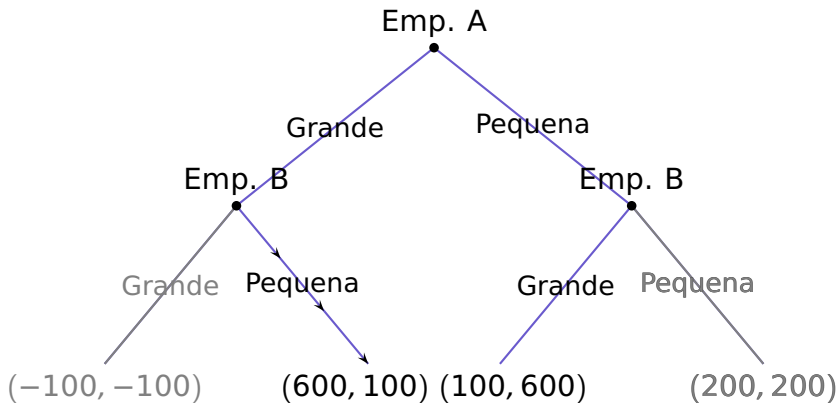 Emp. A
Grande
Pequena
Emp. B
Emp. B
Grande
Pequena
Grande
Pequena
(−100, −100)
(600, 100)
(100, 600)
(200, 200)